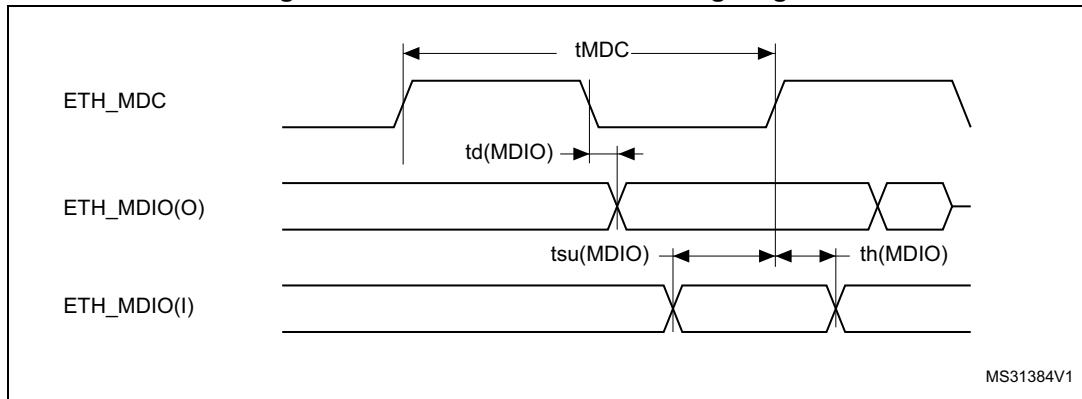 tMDC
ETH_MDC
td(MDIO)
ETH_MDIO(O)
tsu(MDIO)
th(MDIO)
ETH_MDIO(I)
MS31384V1